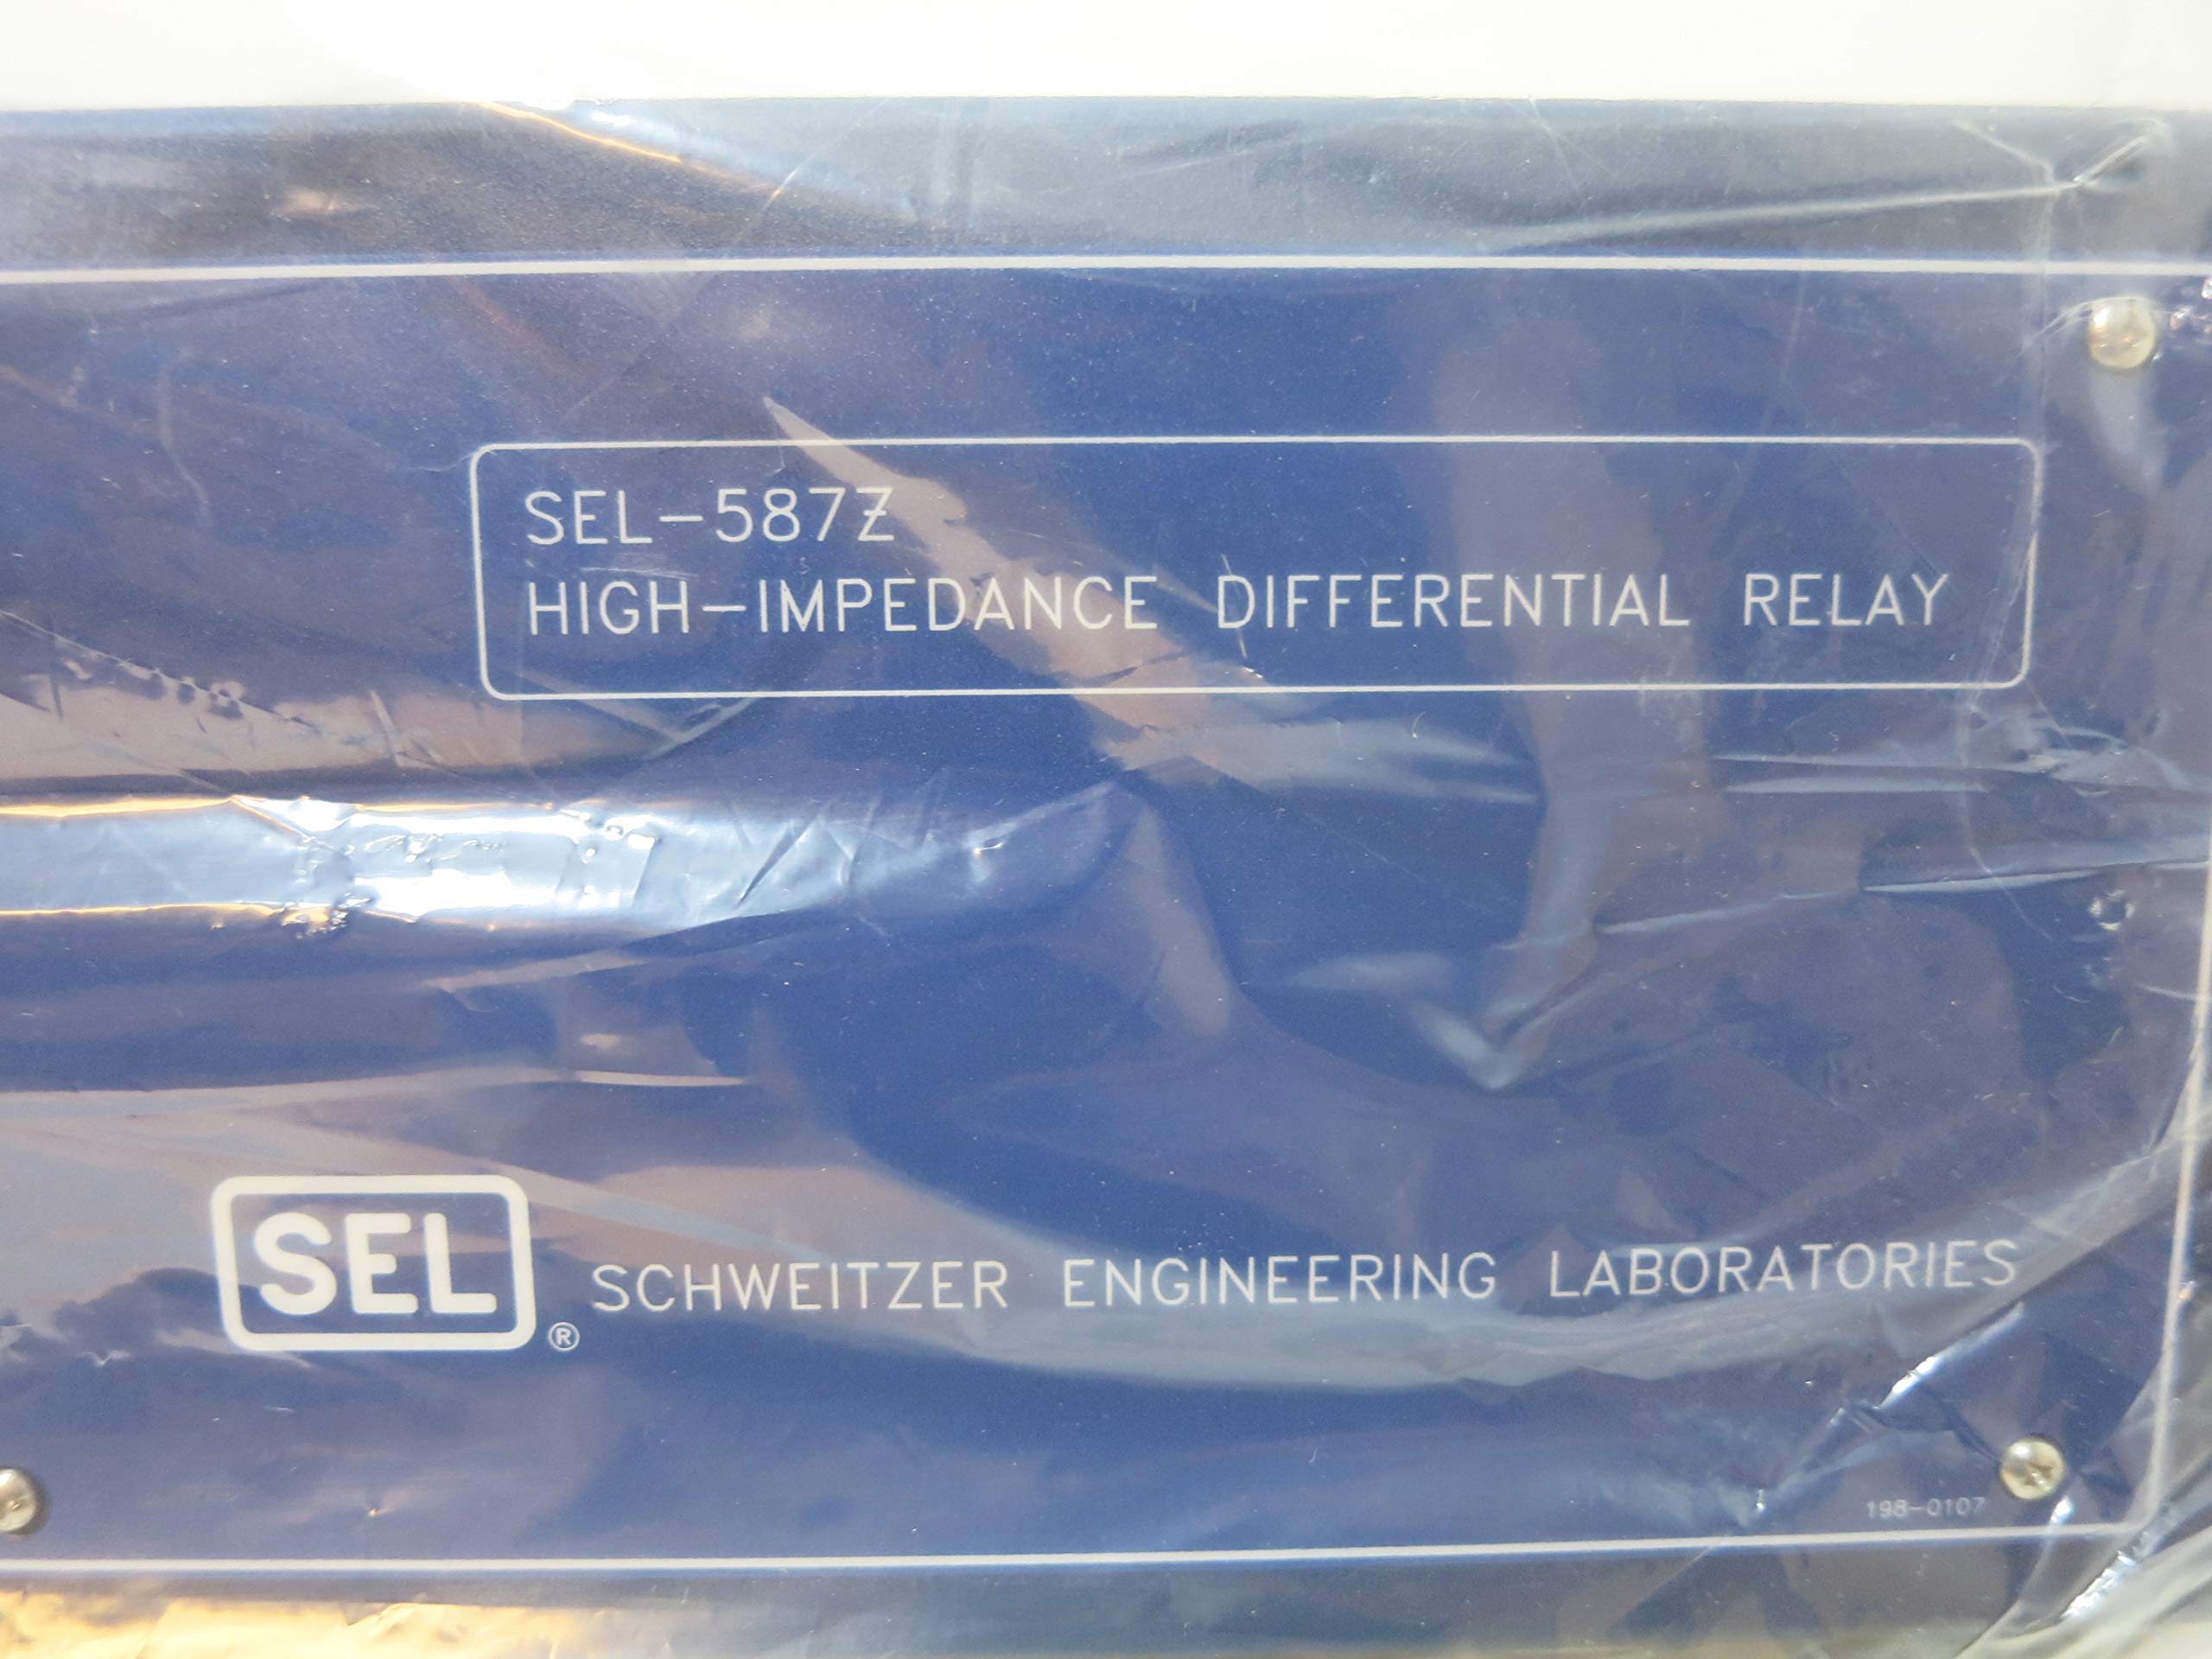 SEL-587Z
HIGH-IMPEDANCE DIFFERENTIAL RELAY
SEL® SCHWEITZER ENGINEERING LABORATORIES
198-0107